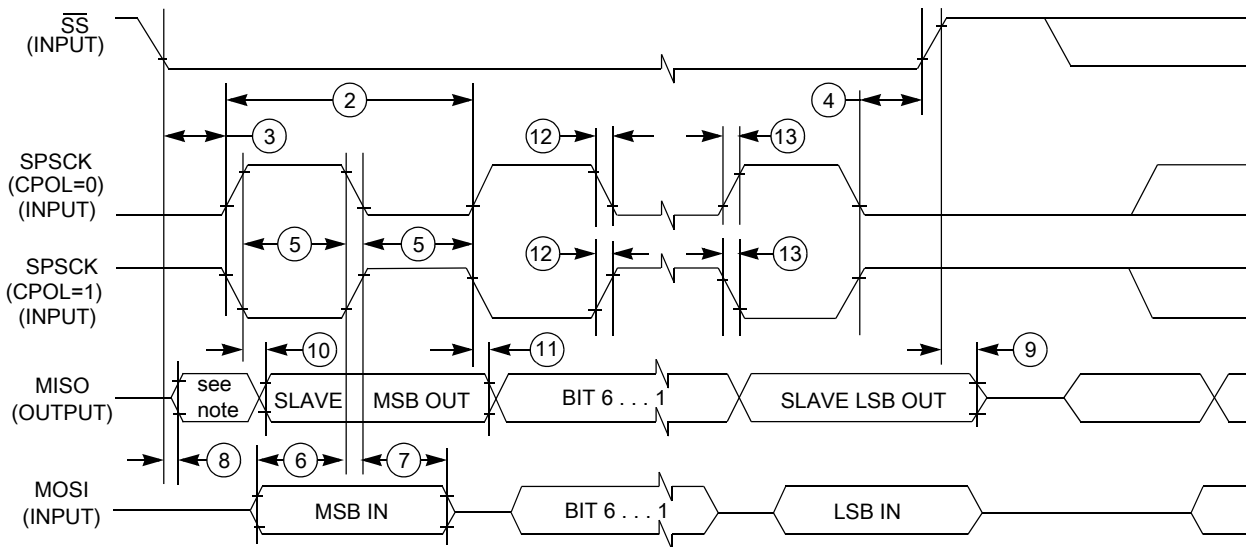 SS
(INPUT)
2
4
3
12
13
SPSCK
(CPOL=0)
(INPUT)
5
5
12
13
SPSCK
(CPOL=1)
(INPUT)
10
11
9
MISO
(OUTPUT)
see
note
SLAVE
MSB OUT
BIT 6 . . . 1
SLAVE LSB OUT
8
6
7
MOSI
(INPUT)
MSB IN
BIT 6 . . . 1
LSB IN